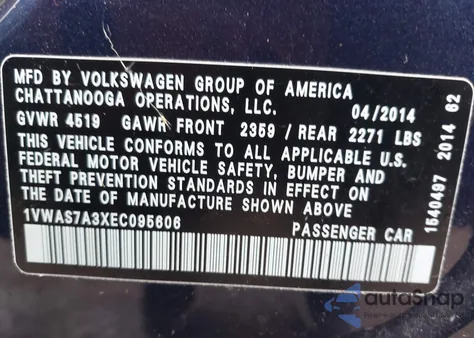 MFD BY VOLKSWAGEN GROUP OF AMERICA
CHATTANOOGA OPERATIONS, LLC. 04/2014
GVWR 4519 GAWR FRONT 2359 / REAR 2271 LBS
THIS VEHICLE CONFORMS TO ALL APPLICABLE U.S.
FEDERAL MOTOR VEHICLE SAFETY, BUMPER AND
THEFT PREVENTION STANDARDS IN EFFECT ON
THE DATE OF MANUFACTURE SHOWN ABOVE.
1VWAS7A3XEC095606 PASSENGER CAR
1640497 2014 62
autoSnap